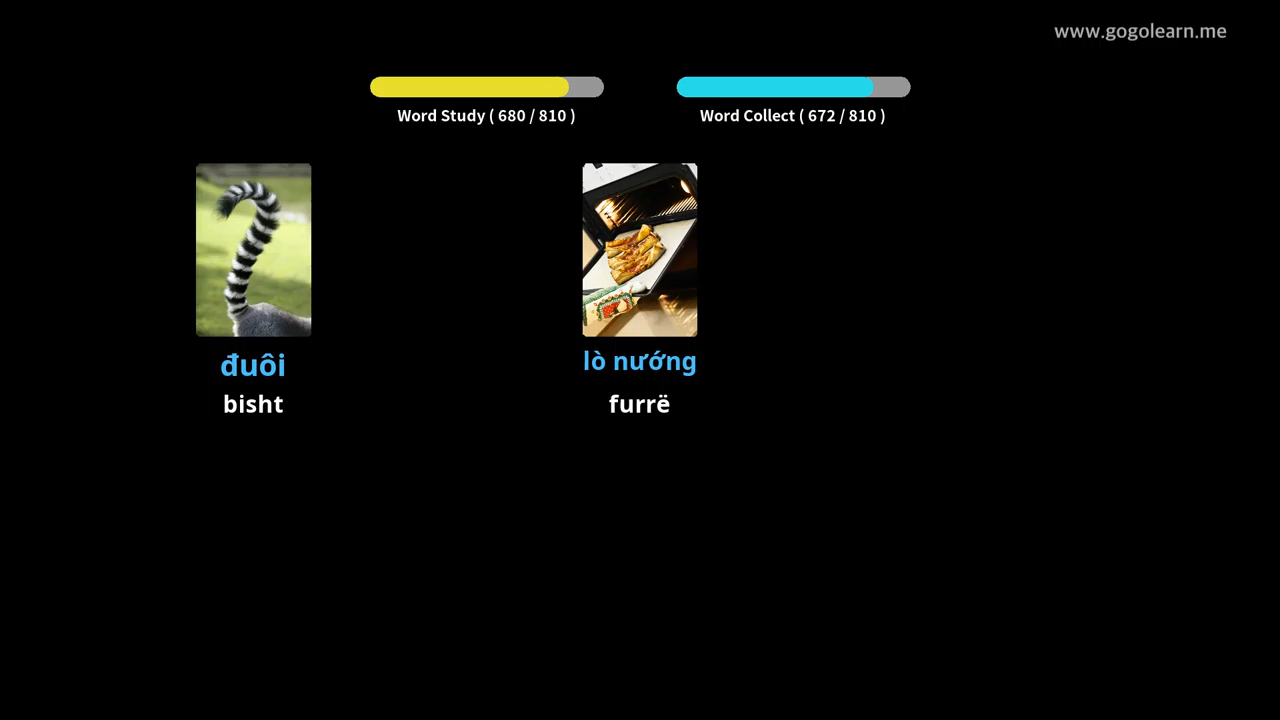 www.gogolearn.me
Word Study ( 680 / 810 )
Word Collect ( 672 / 810 )
đuôi
bisht
lò nướng
furrë